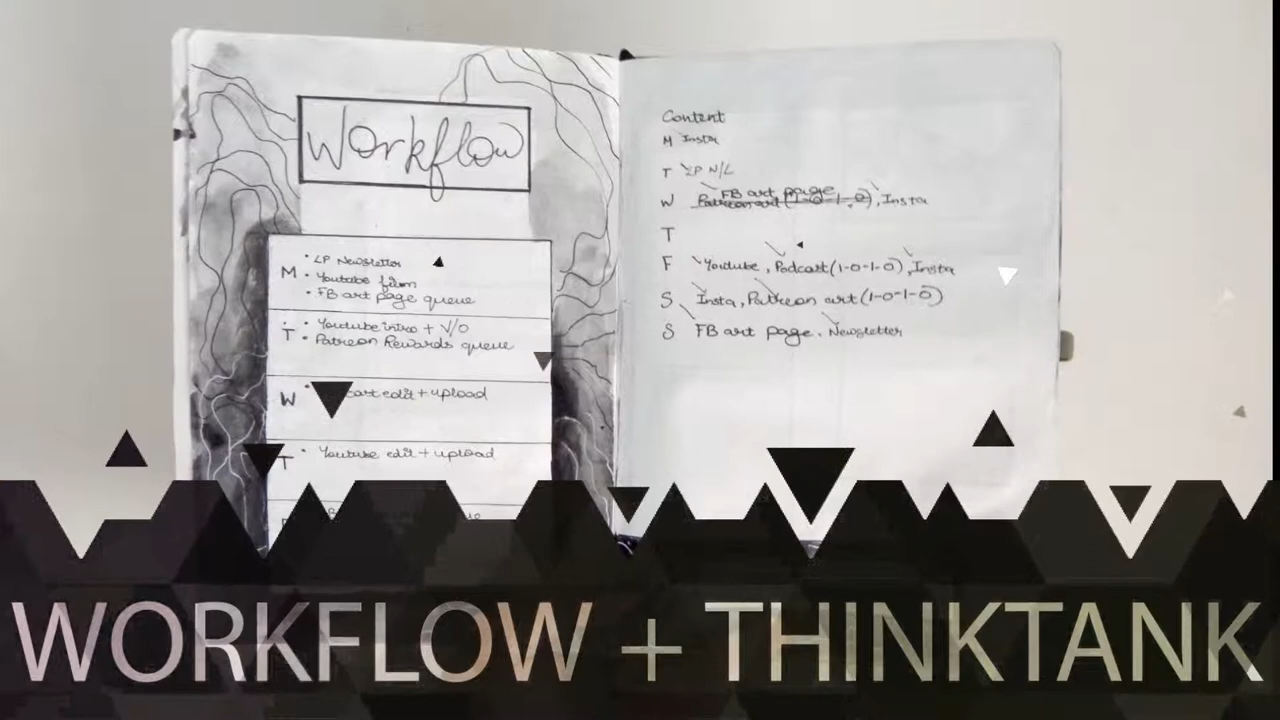 Workflow
M
• LP Newsletter
• Youtube film
• FB art page queue
T
• Youtube intro + V/O
• Patreon Rewards queue
W
• edit + upload
T
• Youtube edit + upload
Content
M Insta
T LP N/L
W FB art page
Patreon art (1-0-1-0), Insta
T
F Youtube, Podcast (1-0-1-0), Insta
S Insta, Patreon art (1-0-1-0)
S FB art page, Newsletter
WORKFLOW + THINKTANK